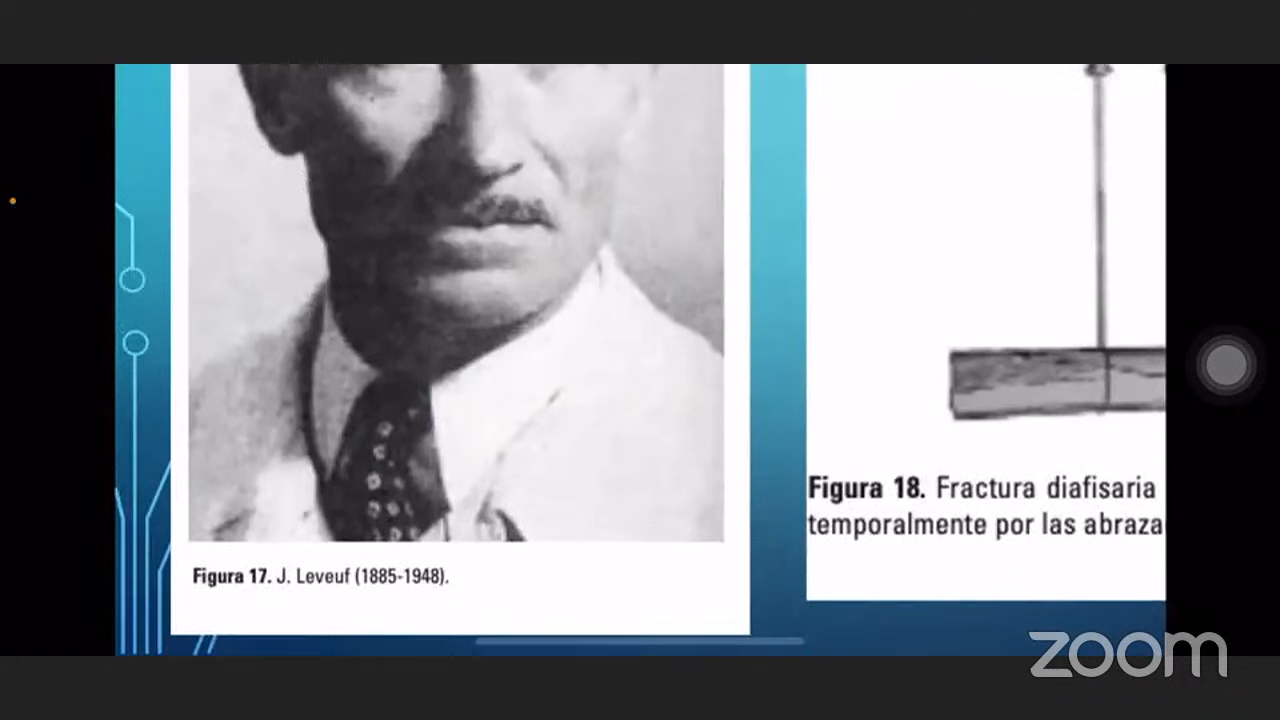 Figura 17. J. Leveuf (1885-1948).
Figura 18. Fractura diafisaria
temporalmente por las abraza
zoom